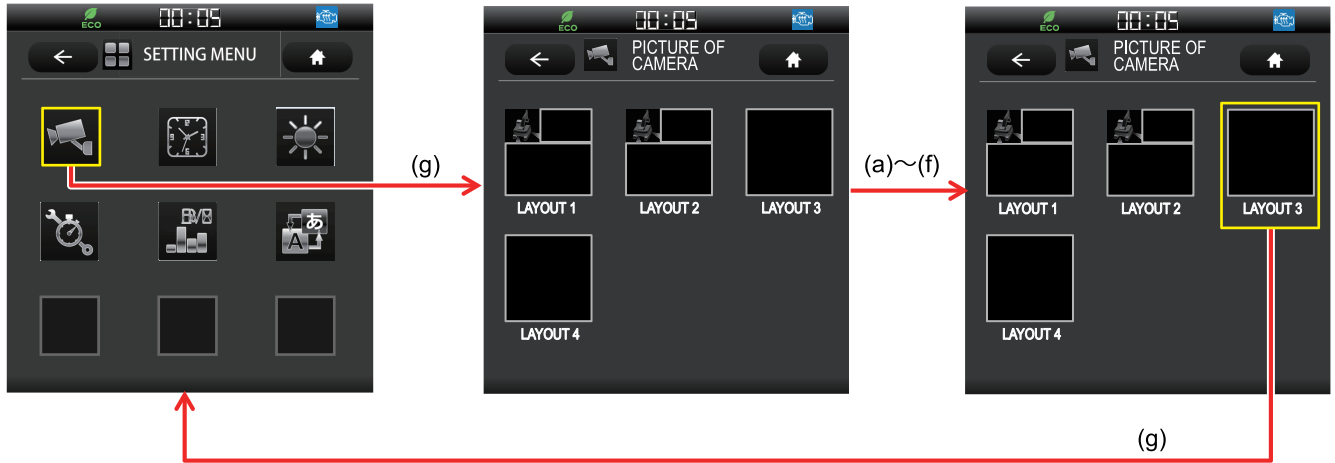 ECO
00:05
SETTING MENU
E/V
あ
A
(g)
ECO
00:05
PICTURE OF
CAMERA
LAYOUT 1
LAYOUT 2
LAYOUT 3
LAYOUT 4
(a)～(f)
ECO
00:05
PICTURE OF
CAMERA
LAYOUT 1
LAYOUT 2
LAYOUT 3
LAYOUT 4
(g)